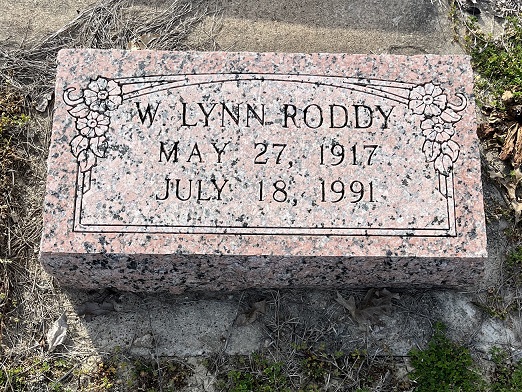 W. LYNN RODDY
MAY 27, 1917
JULY 18, 1991